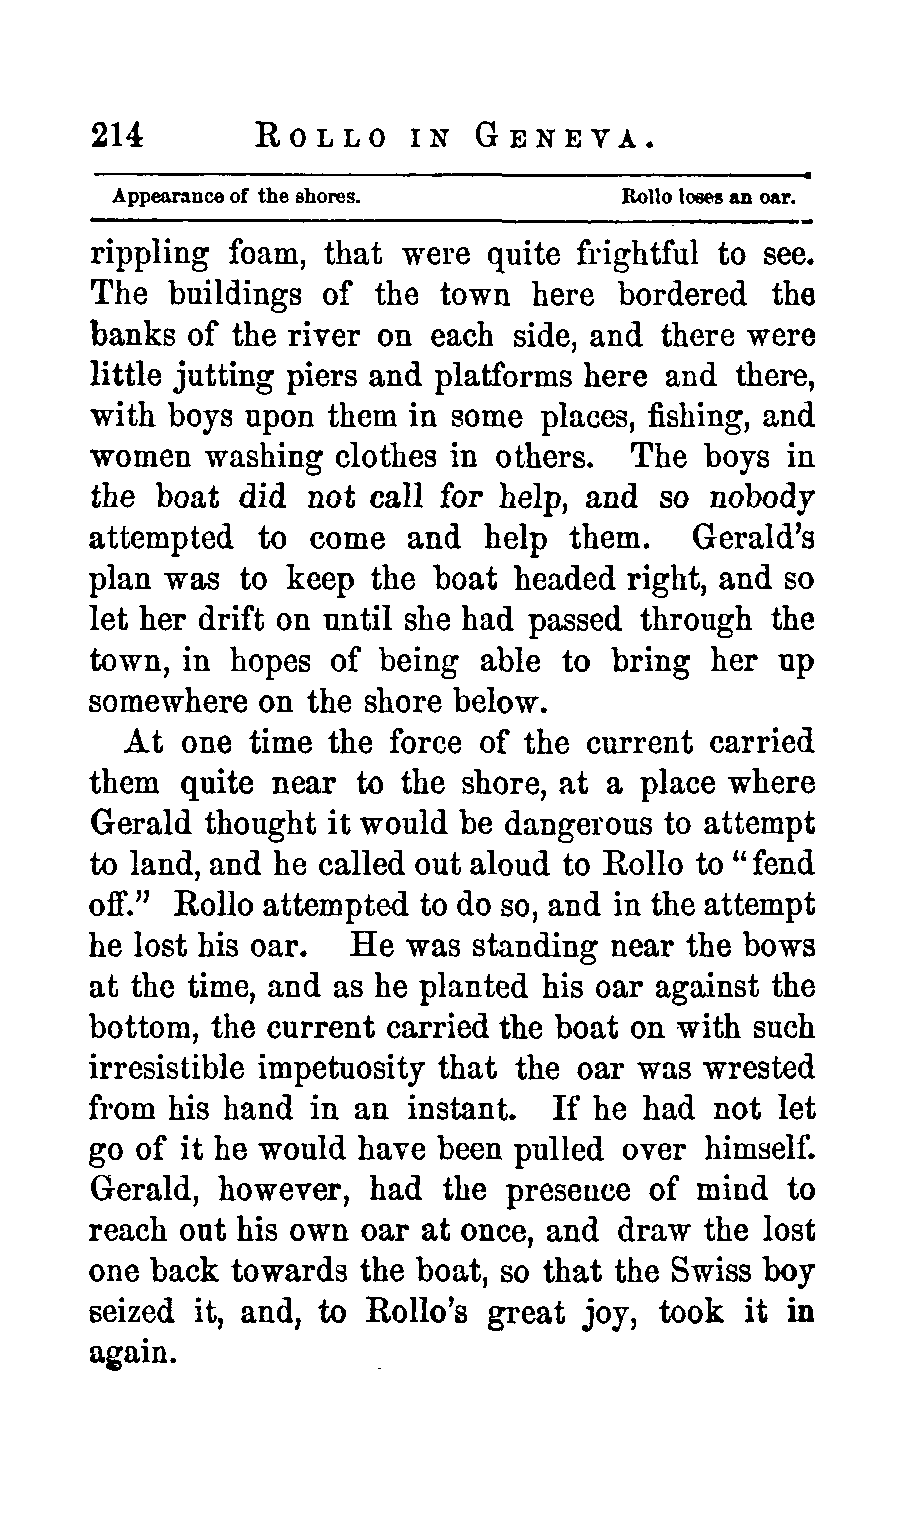 214 ROLLO IN GENEVA.
Appearance of the shores. Rollo loses an oar.
rippling foam, that were quite frightful to see.
The buildings of the town here bordered the
banks of the river on each side, and there were
little jutting piers and platforms here and there,
with boys upon them in some places, fishing, and
women washing clothes in others. The boys in
the boat did not call for help, and so nobody
attempted to come and help them. Gerald's
plan was to keep the boat headed right, and so
let her drift on until she had passed through the
town, in hopes of being able to bring her up
somewhere on the shore below.
At one time the force of the current carried
them quite near to the shore, at a place where
Gerald thought it would be dangerous to attempt
to land, and he called out aloud to Rollo to "fend
off." Rollo attempted to do so, and in the attempt
he lost his oar. He was standing near the bows
at the time, and as he planted his oar against the
bottom, the current carried the boat on with such
irresistible impetuosity that the oar was wrested
from his hand in an instant. If he had not let
go of it he would have been pulled over himself.
Gerald, however, had the presence of mind to
reach out his own oar at once, and draw the lost
one back towards the boat, so that the Swiss boy
seized it, and, to Rollo's great joy, took it in
again.